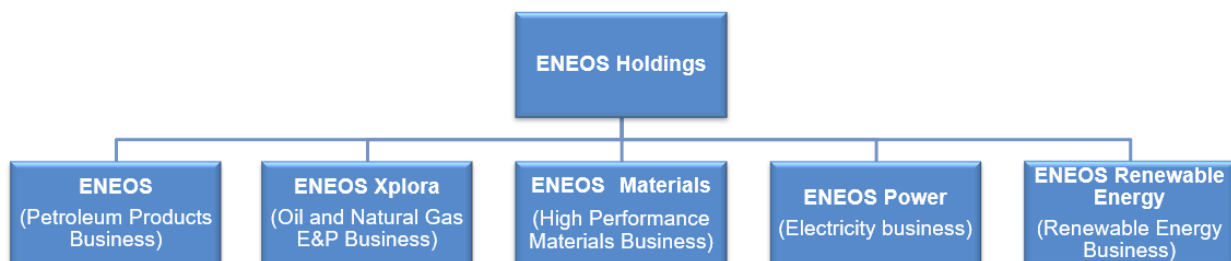 ENEOS Holdings
ENEOS
(Petroleum Products
Business)
ENEOS Xplora
(Oil and Natural Gas
E&P Business)
ENEOS Materials
(High Performance
Materials Business)
ENEOS Power
(Electricity business)
ENEOS Renewable
Energy
(Renewable Energy
Business)